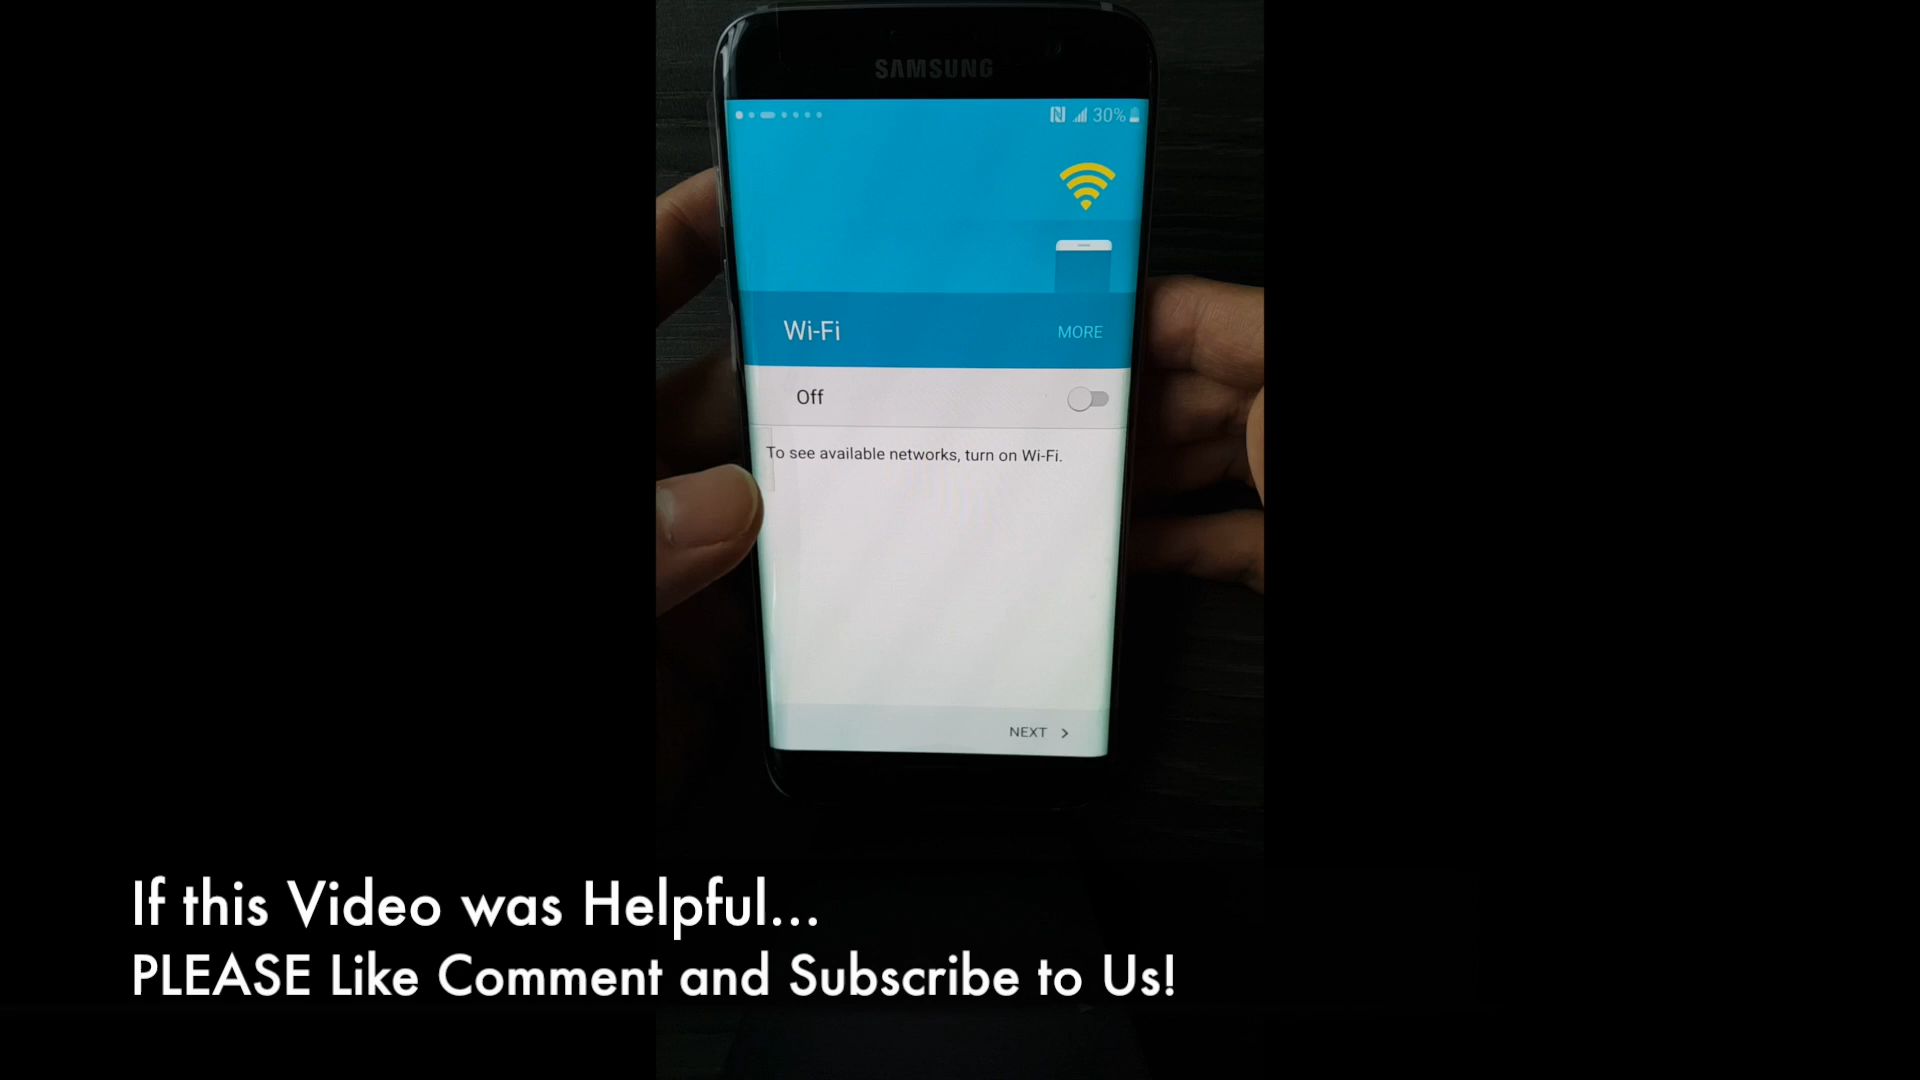 SAMSUNG
30%
Wi-Fi
MORE
Off
To see available networks, turn on Wi-Fi.
NEXT >
If this Video was Helpful...
PLEASE Like Comment and Subscribe to Us!